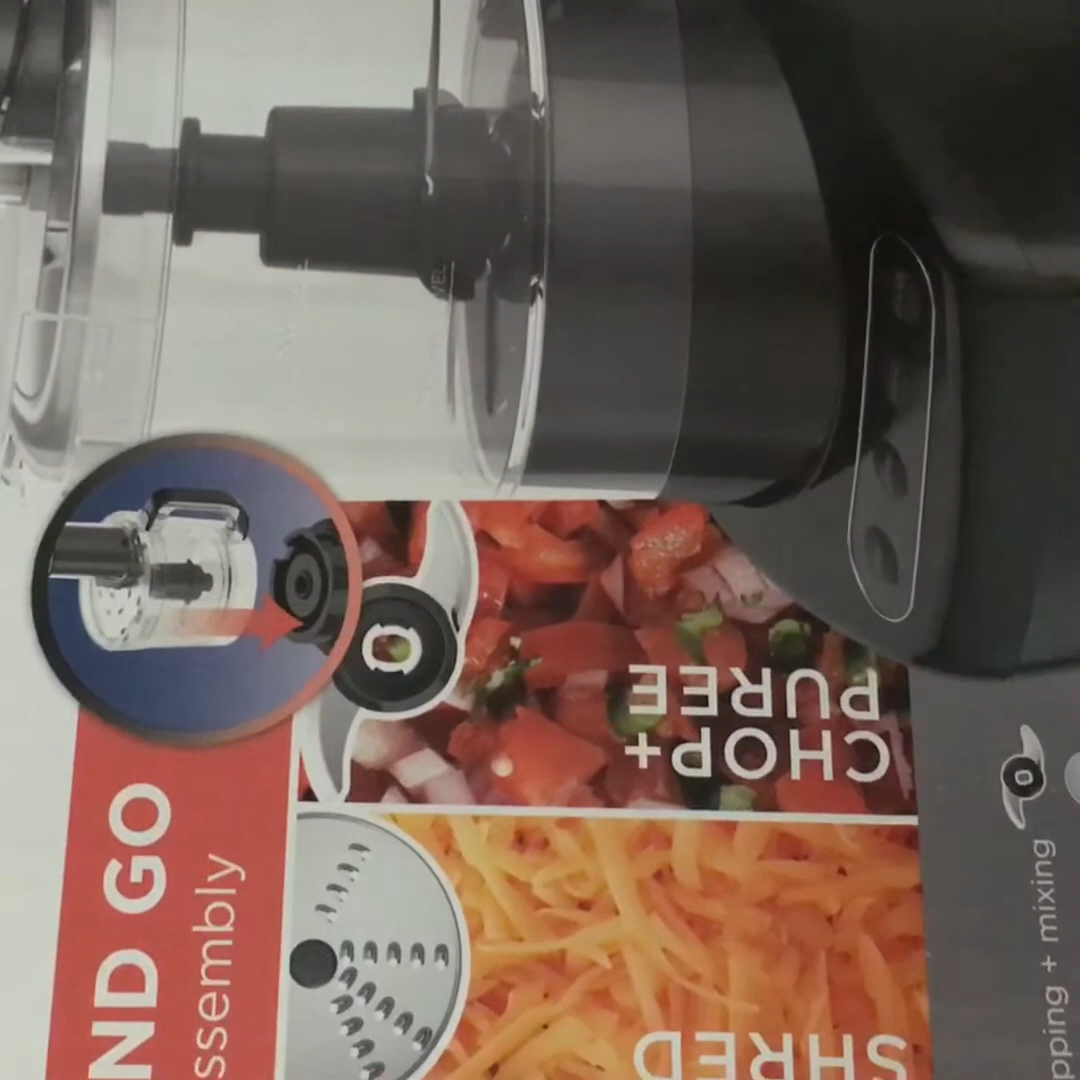 ND GO
ssembly
CHOP+
PUREE
SHRED
pping + mixing